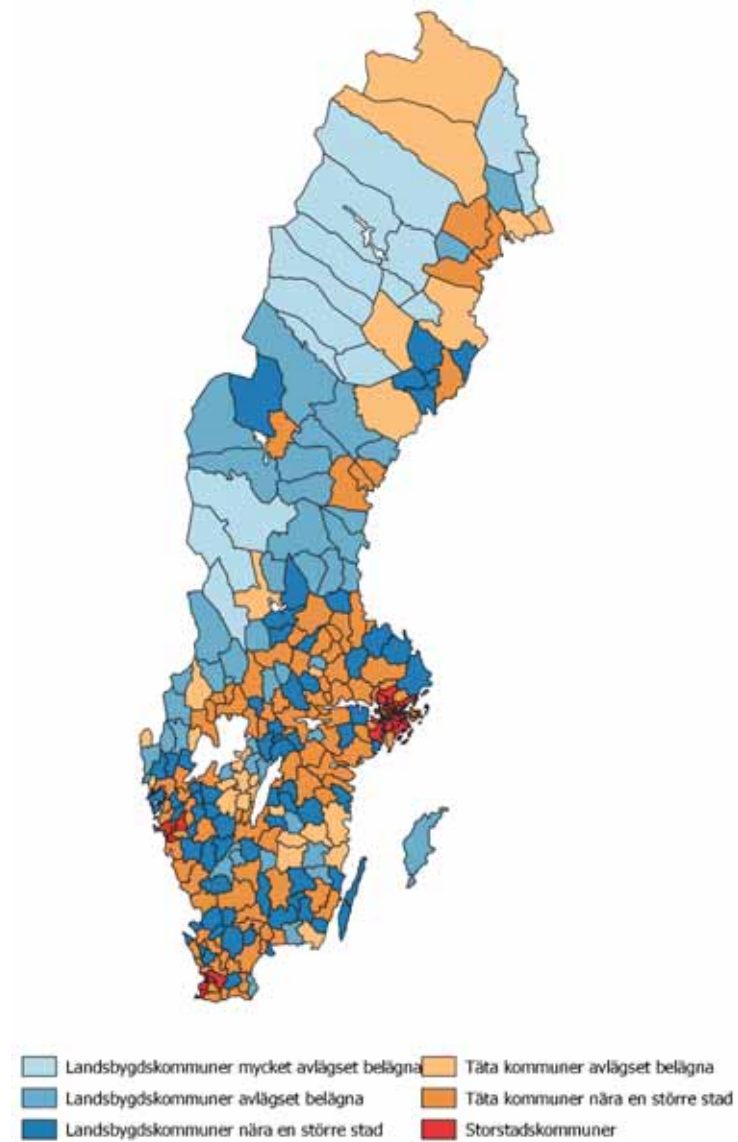 Landsbygdskommuner mycket avlägset belägna
Landsbygdskommuner avlägset belägna
Landsbygdskommuner nära en större stad
Täta kommuner avlägset belägna
Täta kommuner nära en större stad
Storstadskommuner